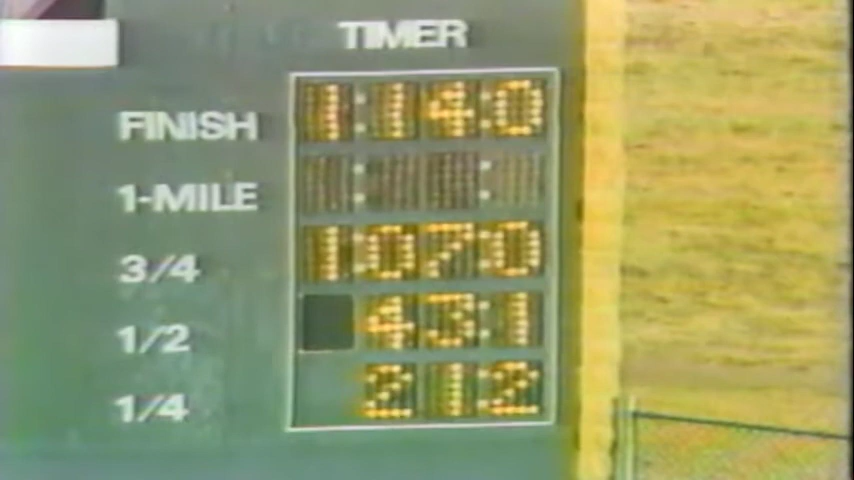 TIMER
FINISH 1:14:0
1-MILE
3/4 1:07:0
1/2 43:1
1/4 21:2